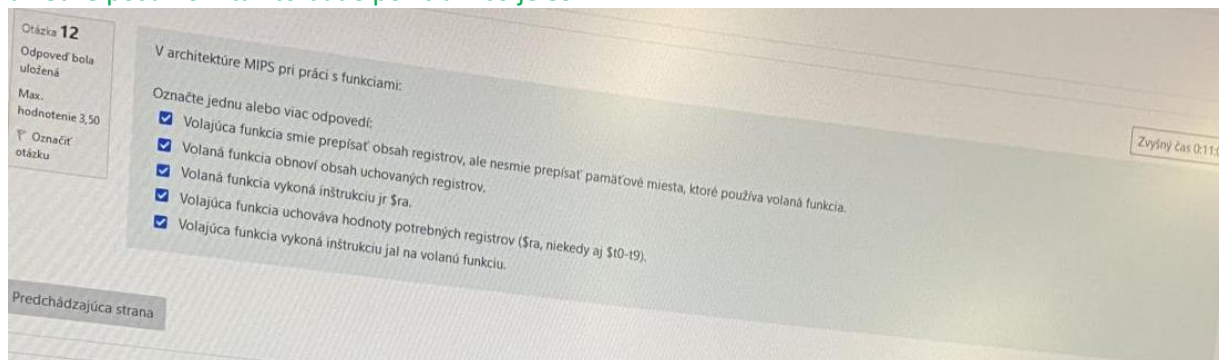 Otázka 12
Odpoveď bola
uložená
Max.
hodnotenie 3,50
Označiť
otázku
V architektúre MIPS pri práci s funkciami:
Označte jednu alebo viac odpovedí:
Volajúca funkcia smie prepísať obsah registrov, ale nesmie prepísať pamäťové miesta, ktoré používa volaná funkcia.
Volaná funkcia obnoví obsah uchovaných registrov.
Volaná funkcia vykoná inštrukciu jr $ra.
Volajúca funkcia uchováva hodnoty potrebných registrov ($ra, niekedy aj $t0-t9).
Volajúca funkcia vykoná inštrukciu jal na volanú funkciu.
Zvyšný čas 0:11:
Predchádzajúca strana